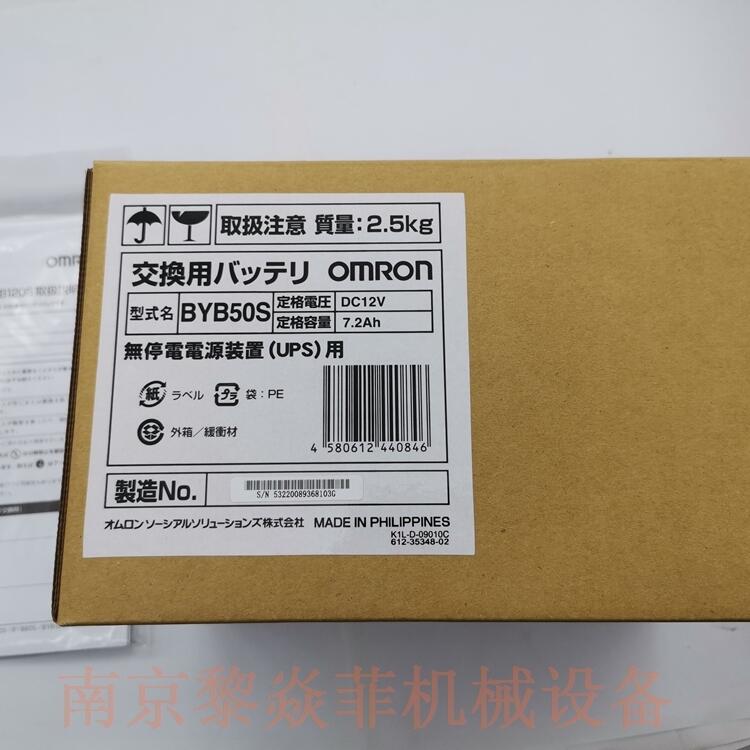 取扱注意 質量:2.5kg
交換用バッテリ OMRON
型式名 BYB50S 定格電圧 DC12V
定格容量 7.2Ah
無停電電源装置(UPS)用
紙 ラベル プラ 袋:PE
外箱/緩衝材
4 580612 440846
製造No.
S/N 53220089368103G
オムロン ソーシアルソリューションズ株式会社 MADE IN PHILIPPINES
K1L-D-09010C
612-35348-02
南京黎焱菲机械设备